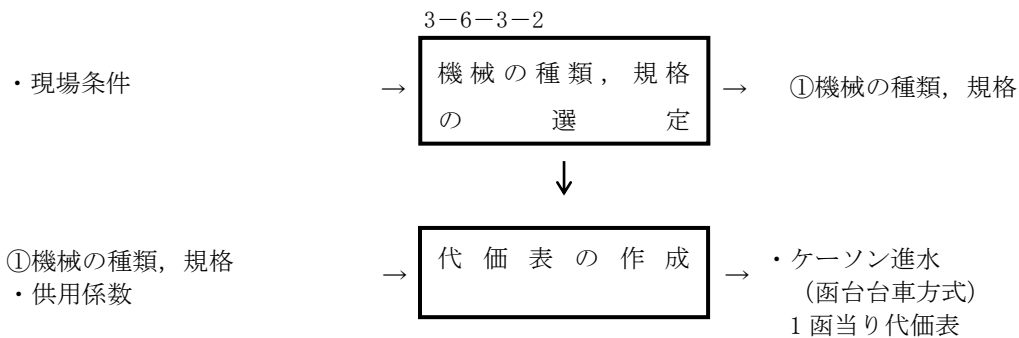 3－6－3－2
・現場条件 → 機械の種類，規格の選定 → ①機械の種類，規格
↓
①機械の種類，規格
・供用係数
→ 代価表の作成 →
・ケーソン進水
（函台台車方式）
1函当り代価表